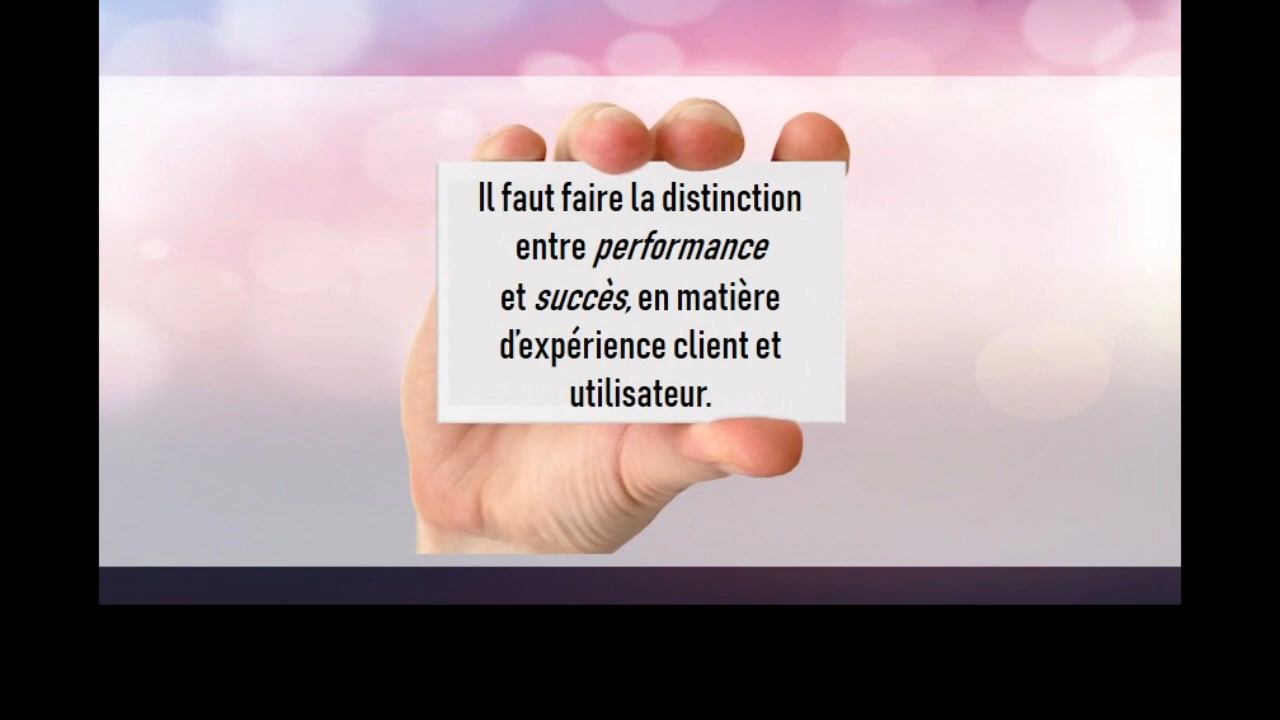 Il faut faire la distinction
entre performance
et succès, en matière
d'expérience client et
utilisateur.